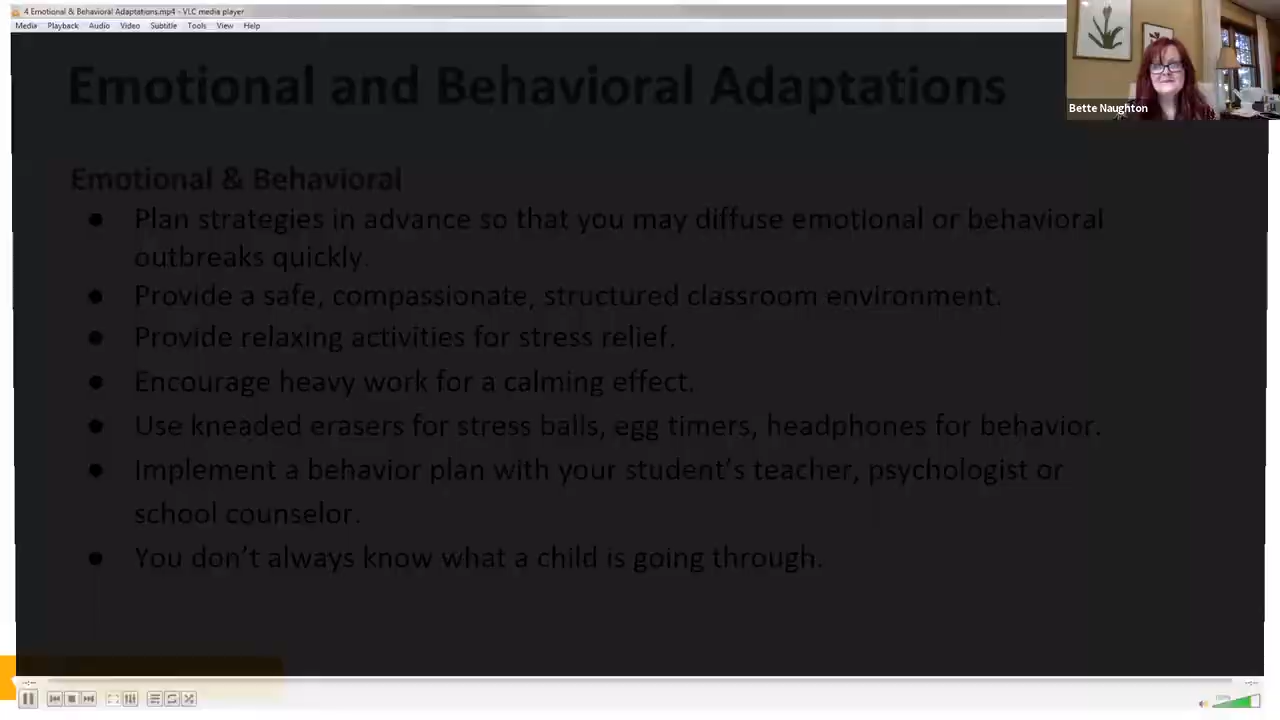 4 Emotional & Behavioral Adaptations.mp4 - VLC media player
Media Playback Audio Video Subtitle Tools View Help
Emotional and Behavioral Adaptations
Bette Naughton
Emotional & Behavioral
● Plan strategies in advance so that you may diffuse emotional or behavioral
outbreaks quickly.
● Provide a safe, compassionate, structured classroom environment.
● Provide relaxing activities for stress relief.
● Encourage heavy work for a calming effect.
● Use kneaded erasers for stress balls, egg timers, headphones for behavior.
● Implement a behavior plan with your student’s teacher, psychologist or
school counselor.
● You don’t always know what a child is going through.
--:-- --:--